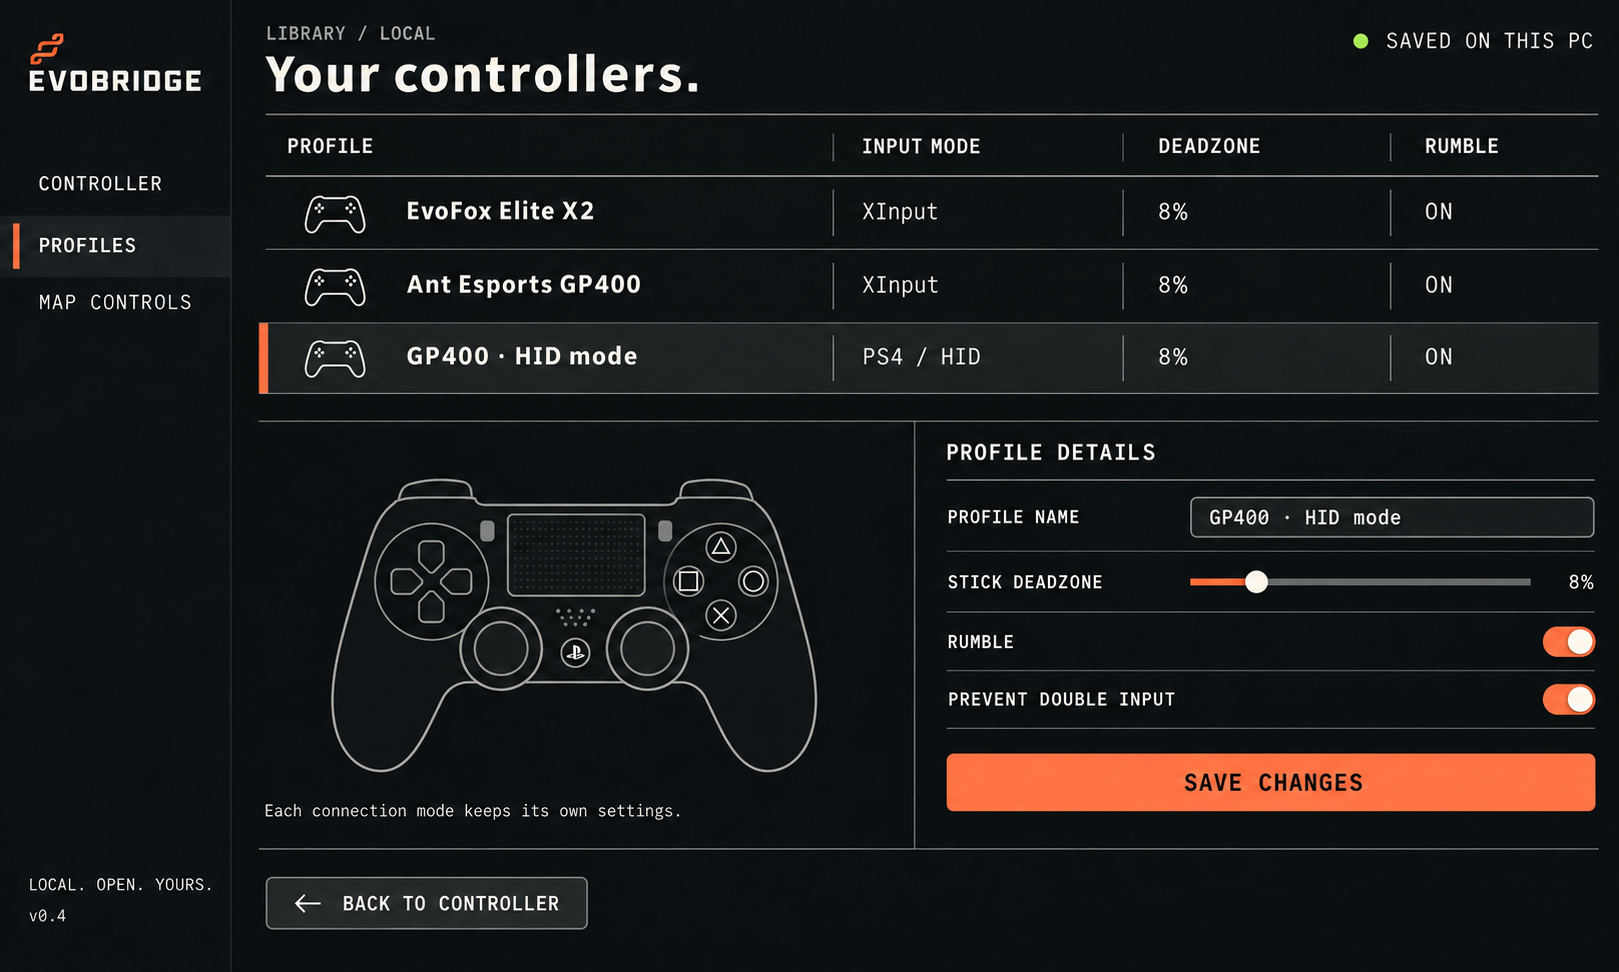 EVOBRIDGE
CONTROLLER
PROFILES
MAP CONTROLS
LOCAL. OPEN. YOURS.
v0.4
LIBRARY / LOCAL
Your controllers.
SAVED ON THIS PC
PROFILE INPUT MODE DEADZONE RUMBLE
EvoFox Elite X2 XInput 8% ON
Ant Esports GP400 XInput 8% ON
GP400 · HID mode PS4 / HID 8% ON
Each connection mode keeps its own settings.
PROFILE DETAILS
PROFILE NAME GP400 · HID mode
STICK DEADZONE 8%
RUMBLE
PREVENT DOUBLE INPUT
SAVE CHANGES
← BACK TO CONTROLLER